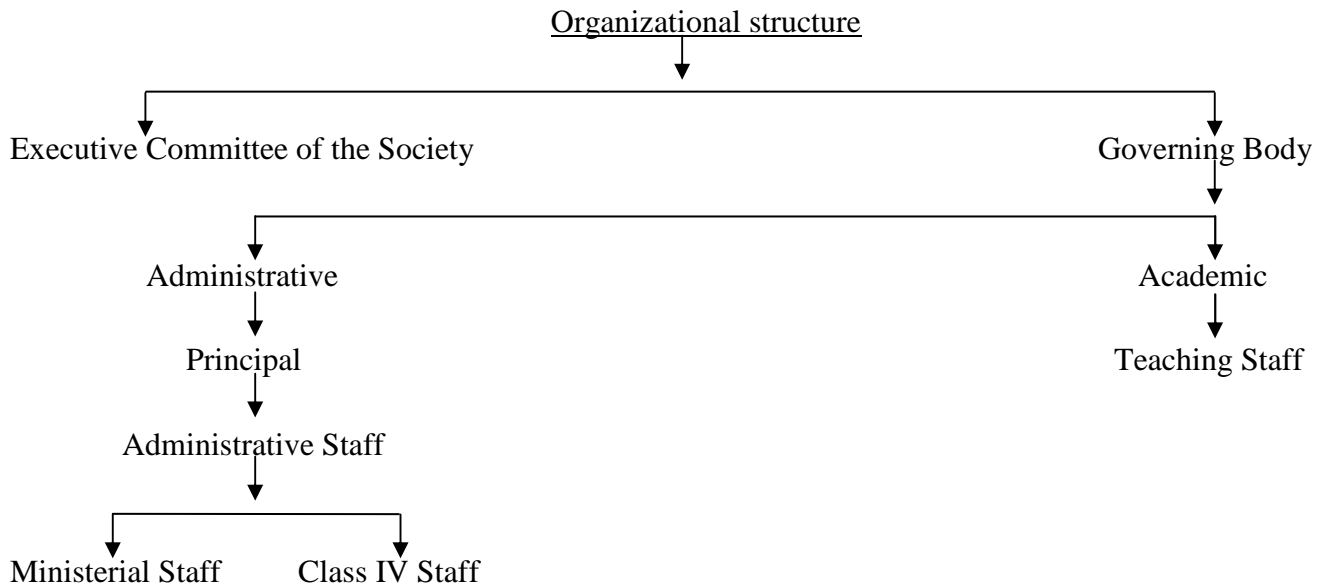 Organizational structure
Executive Committee of the Society Governing Body
Administrative Academic
Principal Teaching Staff
Administrative Staff
Ministerial Staff Class IV Staff